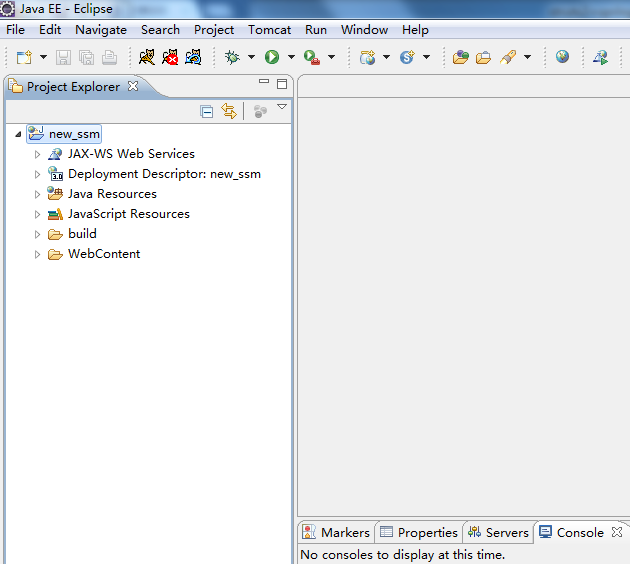 Java EE - Eclipse
File Edit Navigate Search Project Tomcat Run Window Help
Project Explorer
new_ssm
JAX-WS Web Services
3.0 Deployment Descriptor: new_ssm
Java Resources
JavaScript Resources
build
WebContent
Markers Properties Servers Console
No consoles to display at this time.